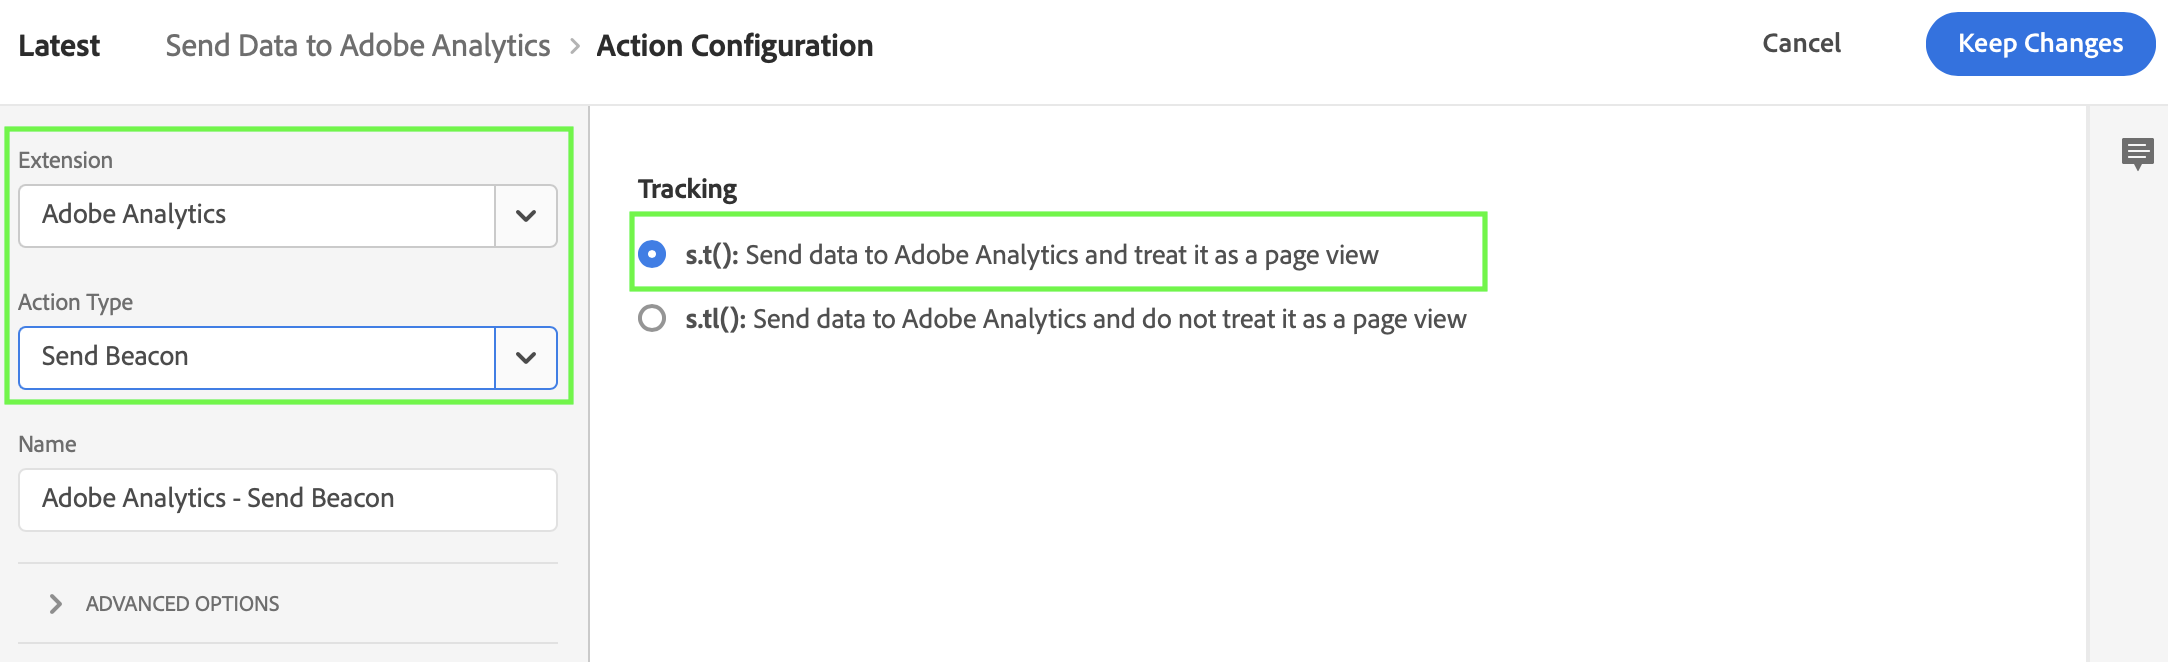 Latest Send Data to Adobe Analytics > Action Configuration Cancel Keep Changes
Extension
Adobe Analytics
Action Type
Send Beacon
Name
Adobe Analytics - Send Beacon
ADVANCED OPTIONS
Tracking
s.t(): Send data to Adobe Analytics and treat it as a page view
s.tl(): Send data to Adobe Analytics and do not treat it as a page view